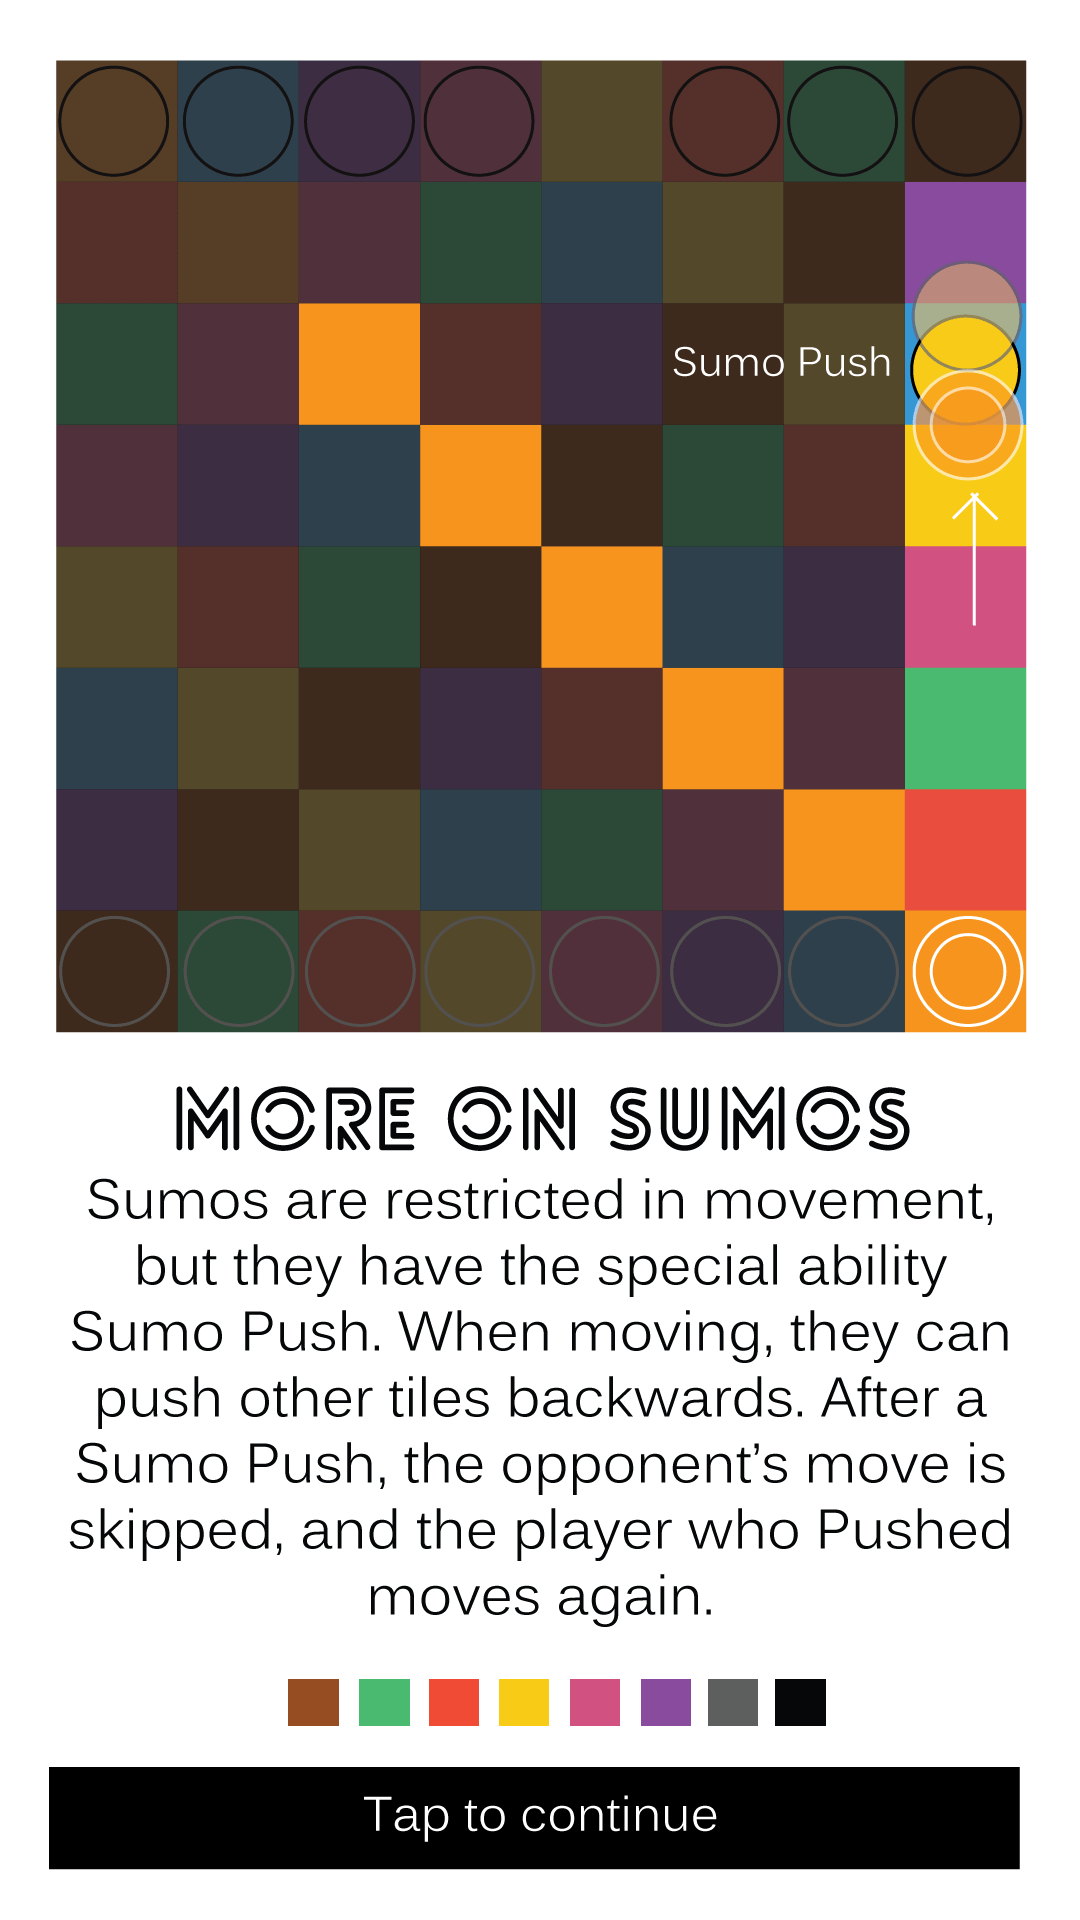 Sumo Push
MORE ON SUMOS
Sumos are restricted in movement,
but they have the special ability
Sumo Push. When moving, they can
push other tiles backwards. After a
Sumo Push, the opponent’s move is
skipped, and the player who Pushed
moves again.
Tap to continue